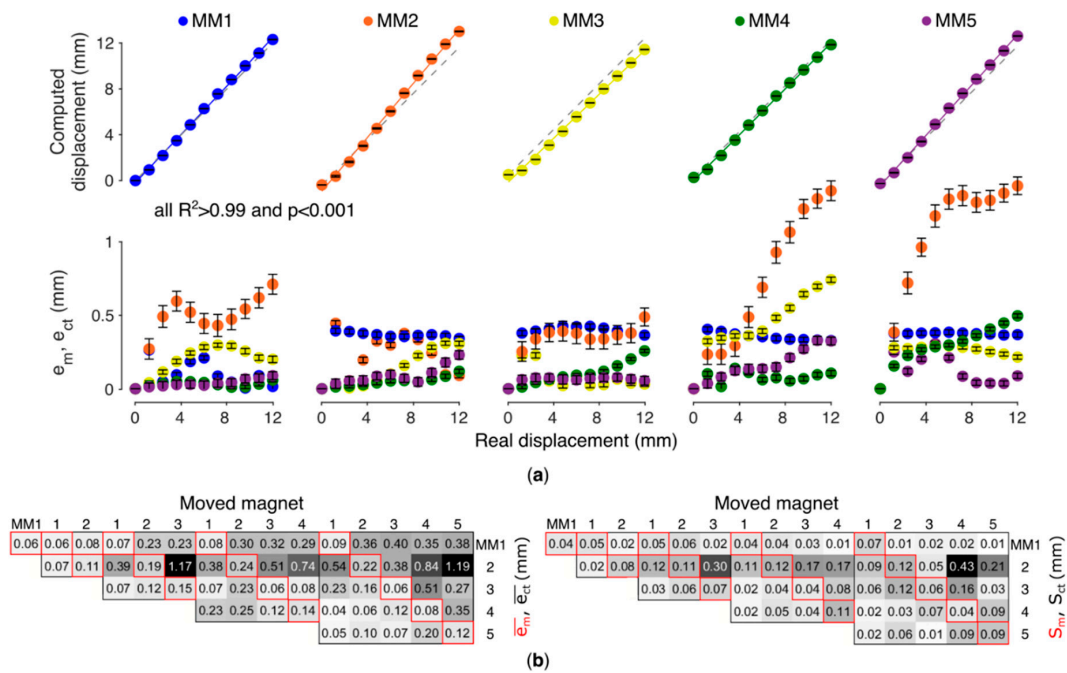 MM1 MM2 MM3 MM4 MM5
Computed
displacement (mm)
12
8
4
0
all R²>0.99 and p<0.001
e_m, e_ct (mm)
1
0.5
0
0 4 8 12 0 4 8 12 0 4 8 12 0 4 8 12 0 4 8 12
Real displacement (mm)
(a)
Moved magnet
MM1 1 2 1 2 3 1 2 3 4 1 2 3 4 5
0.06 0.06 0.08 0.07 0.23 0.23 0.08 0.30 0.32 0.29 0.09 0.36 0.40 0.35 0.38 MM1
0.07 0.11 0.39 0.19 1.17 0.38 0.24 0.51 0.74 0.54 0.22 0.38 0.84 1.19 2
0.07 0.12 0.15 0.07 0.23 0.06 0.08 0.13 0.16 0.06 0.51 0.27 3
0.23 0.25 0.12 0.14 0.04 0.06 0.12 0.08 0.35 4
0.05 0.10 0.07 0.20 0.12 5
e̅_m, e̅_ct (mm)
Moved magnet
MM1 1 2 1 2 3 1 2 3 4 1 2 3 4 5
0.04 0.05 0.02 0.05 0.06 0.02 0.04 0.04 0.03 0.01 0.07 0.01 0.02 0.02 0.01 MM1
0.02 0.08 0.12 0.11 0.30 0.11 0.12 0.17 0.17 0.09 0.12 0.05 0.43 0.21 2
0.03 0.06 0.07 0.02 0.04 0.04 0.08 0.06 0.12 0.06 0.16 0.03 3
0.02 0.05 0.04 0.11 0.02 0.03 0.07 0.04 0.09 4
0.02 0.06 0.01 0.09 0.09 5
S_m, S_ct (mm)
(b)